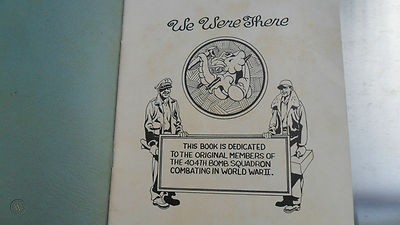 We Were There
THIS BOOK IS DEDICATED
TO THE ORIGINAL MEMBERS OF
THE 404TH BOMB SQUADRON
COMBATING IN WORLD WAR II.